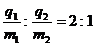 q₁/m₁ : q₂/m₂ = 2 : 1